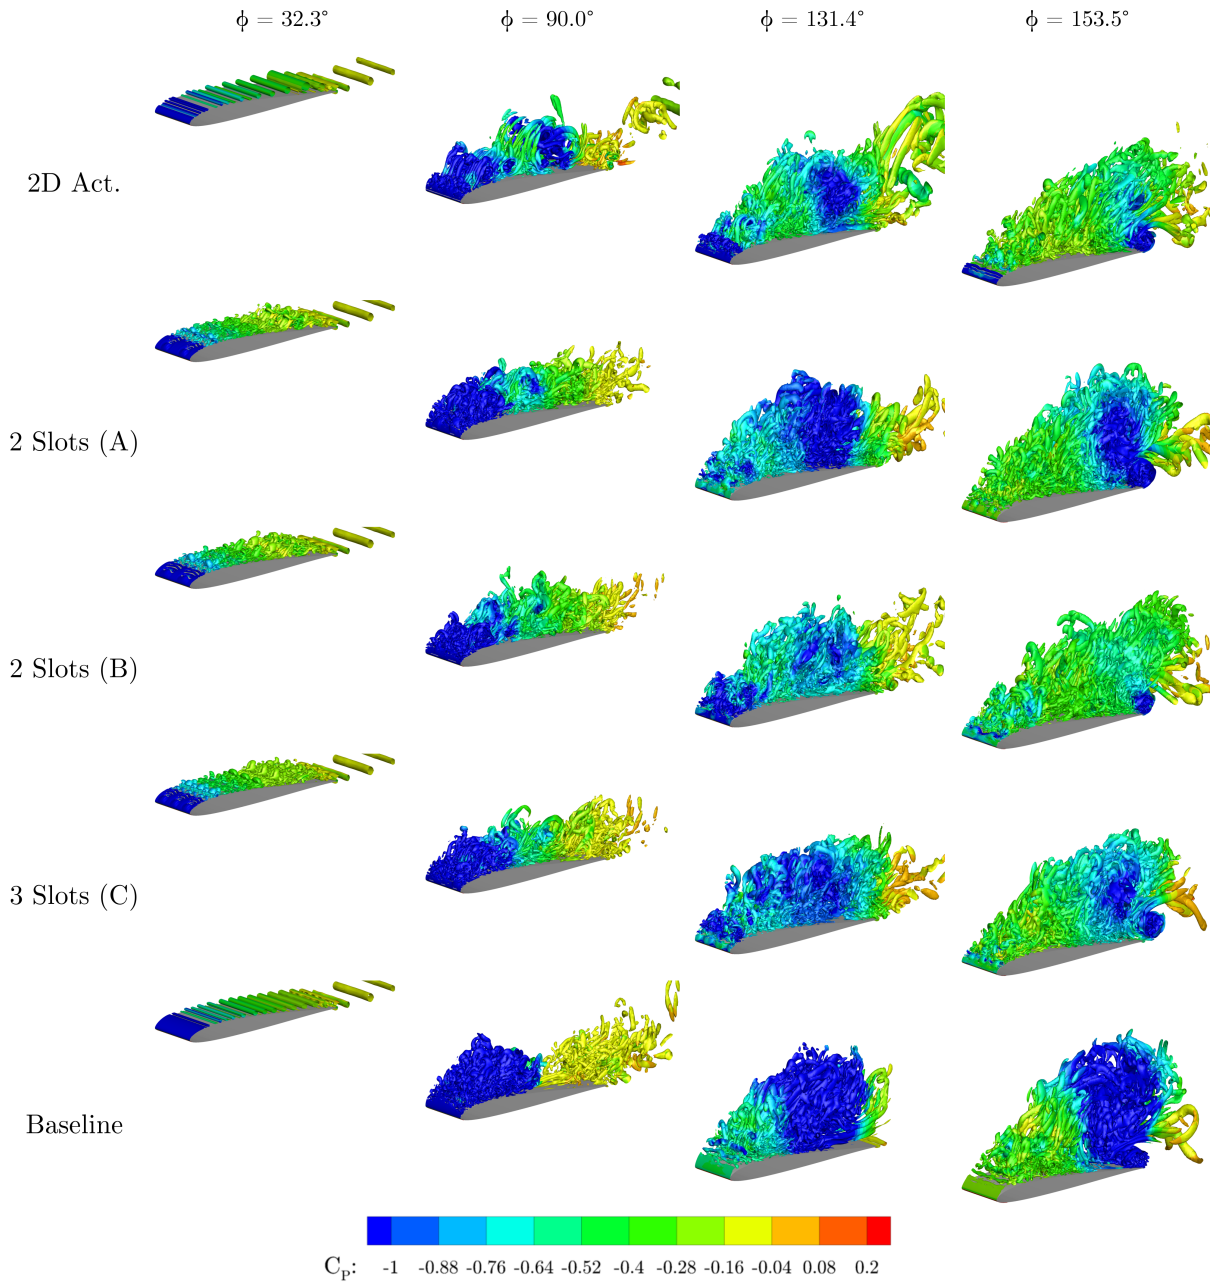 ϕ = 32.3° ϕ = 90.0° ϕ = 131.4° ϕ = 153.5°
2D Act.
2 Slots (A)
2 Slots (B)
3 Slots (C)
Baseline
C_P: -1 -0.88 -0.76 -0.64 -0.52 -0.4 -0.28 -0.16 -0.04 0.08 0.2